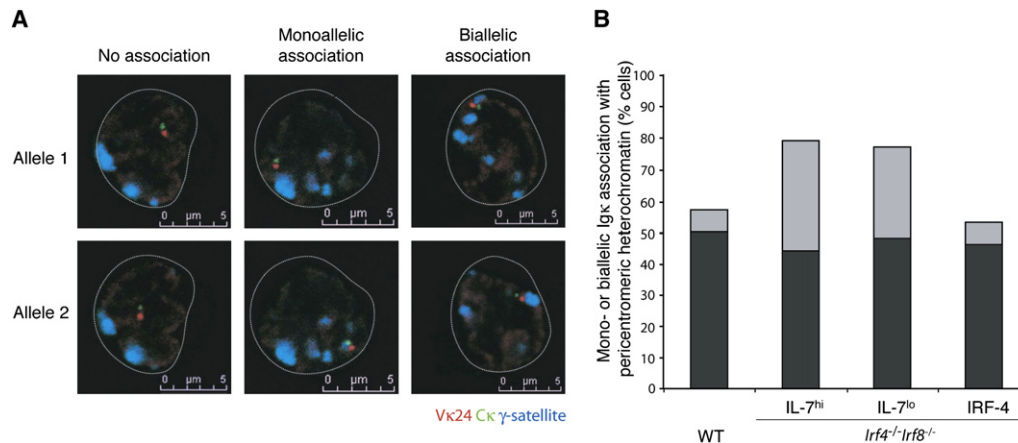 A
No association
Monoallelic
association
Biallelic
association
Allele 1
0 µm 5
0 µm 5
0 µm 5
Allele 2
0 µm 5
0 µm 5
0 µm 5
Vκ24 Cκ γ-satellite
B
Mono- or biallelic Igκ association with
pericentromeric heterochromatin (% cells)
100
90
80
70
60
50
40
30
20
10
0
WT
IL-7hi
IL-7lo
IRF-4
Irf4-/-Irf8-/-